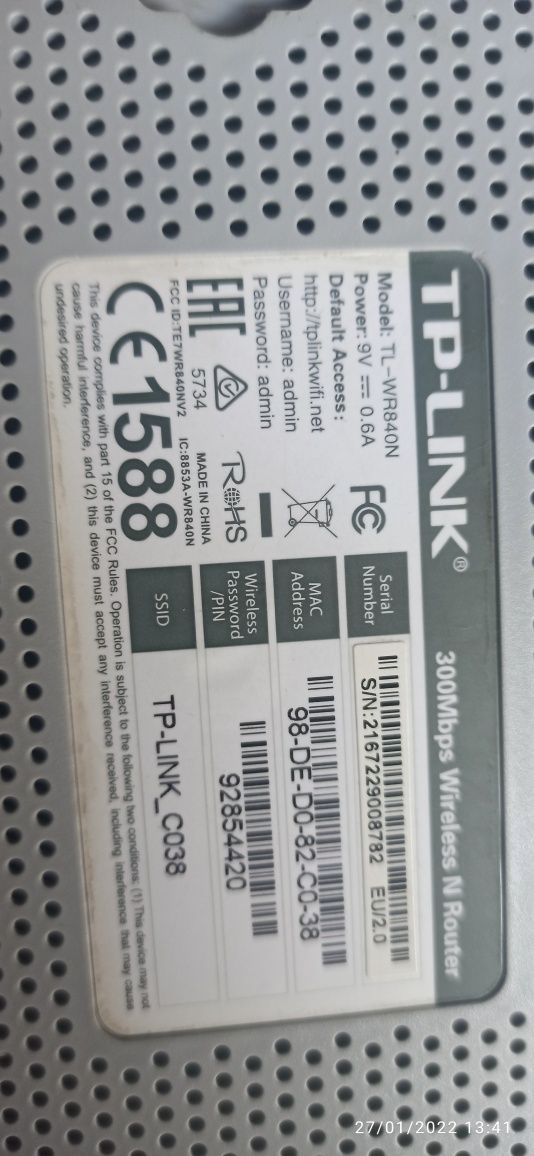 TP-LINK®
300Mbps Wireless N Router
Model: TL-WR840N
Power: 9V ⎓ 0.6A
Default Access:
http://tplinkwifi.net
Username: admin
Password: admin
FC
EAC
5734
RoHS
MADE IN CHINA
FCC ID:TE7WR840NV2
IC:8853A-WR840N
CE1588
Serial
Number
S/N:2167229008782 EU/2.0
MAC
Address
98-DE-D0-82-C0-38
Wireless
Password
/PIN
92854420
SSID
TP-LINK_C038
This device complies with part 15 of the FCC Rules. Operation is subject to the following two conditions: (1) This device may not
cause harmful interference, and (2) this device must accept any interference received, including interference that may cause
undesired operation.
27/01/2022 13:41